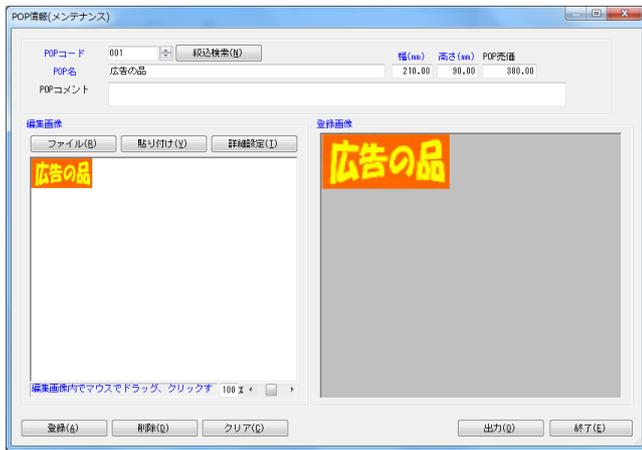 POP情報(メンテナンス)
POPコード 001 絞込検索(N)
幅(mm) 高さ(mm) POP売価
POP名 広告の品 210.00 90.00 380.00
POPコメント
編集画像 登録画像
ファイル(R) 貼り付け(V) 詳細設定(I)
広告の品
広告の品
編集画像内でマウスでドラッグ、クリックす 100 %
登録(A) 削除(D) クリア(C) 出力(O) 終了(E)